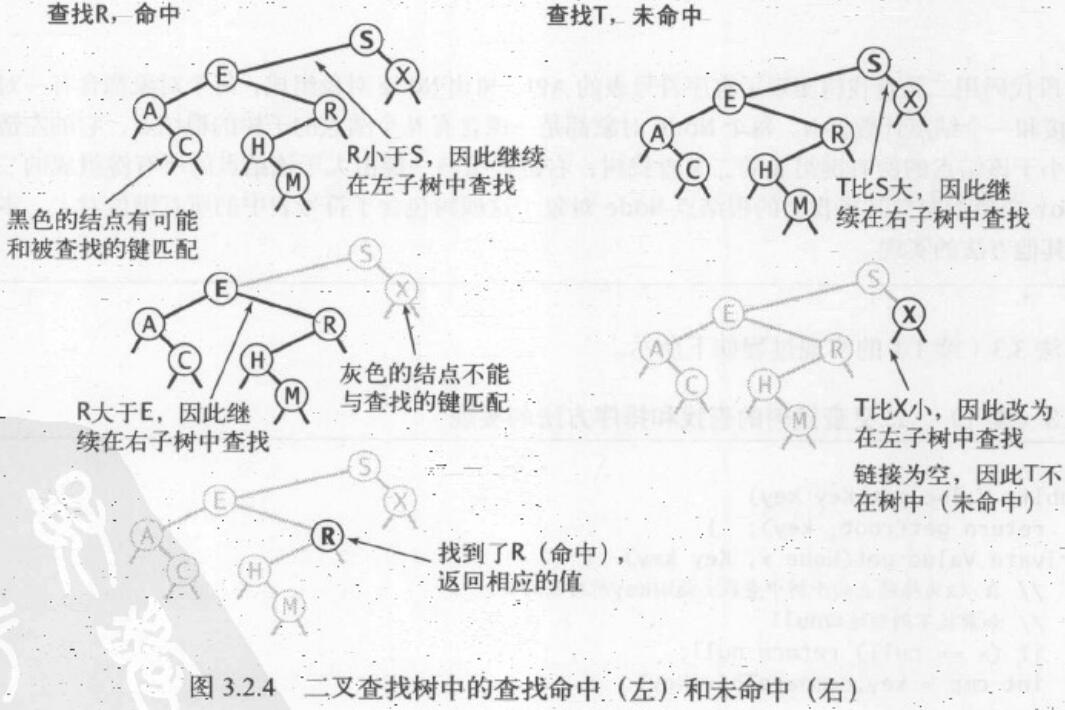 查找R，命中
S
E
X
A
R
C
H
M
R小于S，因此继续
在左子树中查找
黑色的结点有可能
和被查找的键匹配
S
E
X
A
R
C
H
M
灰色的结点不能
与查找的键匹配
R大于E，因此继
续在右子树中查找
S
E
X
A
R
C
H
M
找到了R（命中）
返回相应的值
查找T，未命中
S
E
X
A
R
C
H
M
T比S大，因此继
续在右子树中查找
S
E
X
A
R
C
H
M
T比X小，因此改为
在左子树中查找
链接为空，因此T不
在树中（未命中）
图 3.2.4 二叉查找树中的查找命中（左）和未命中（右）